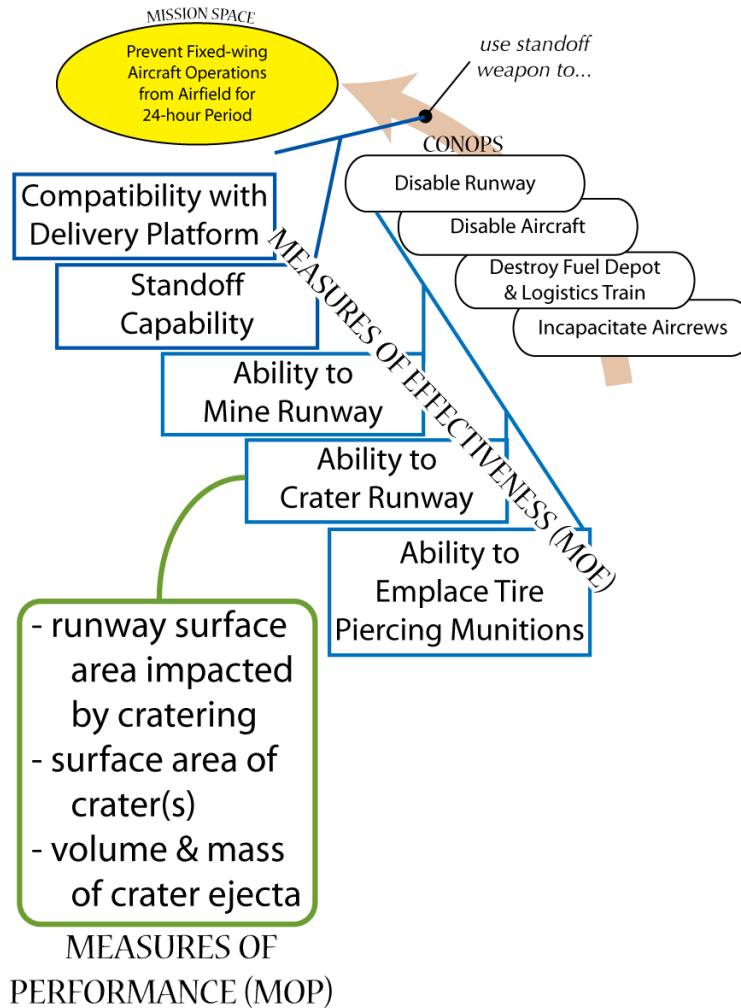 MISSION SPACE
Prevent Fixed-wing
Aircraft Operations
from Airfield for
24-hour Period
use standoff
weapon to...
CONOPS
Disable Runway
Disable Aircraft
Destroy Fuel Depot
& Logistics Train
Incapacitate Aircrews
Compatibility with
Delivery Platform
Standoff
Capability
Ability to
Mine Runway
Ability to
Crater Runway
Ability to
Emplace Tire
Piercing Munitions
MEASURES OF EFFECTIVENESS (MOE)
- runway surface
area impacted
by cratering
- surface area of
crater(s)
- volume & mass
of crater ejecta
MEASURES OF
PERFORMANCE (MOP)